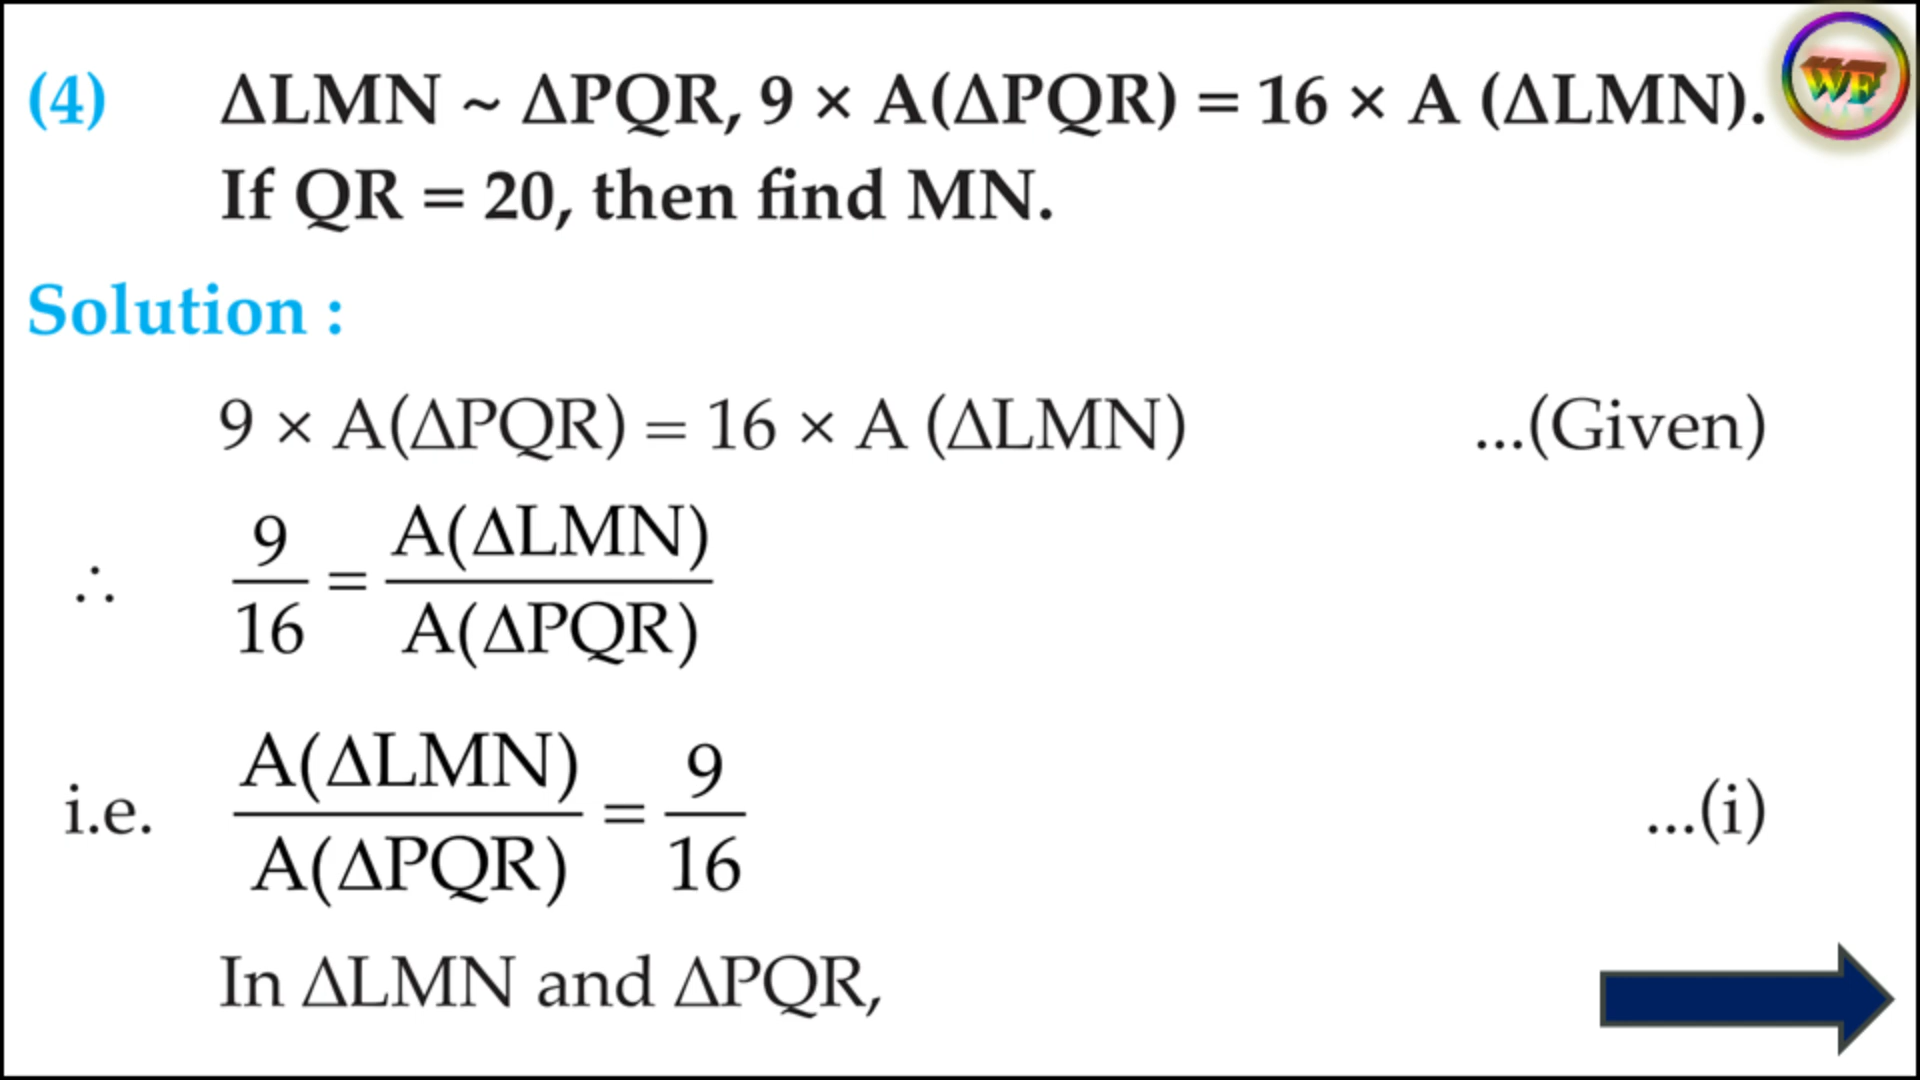 (4) ΔLMN ~ ΔPQR, 9 × A(ΔPQR) = 16 × A (ΔLMN).
If QR = 20, then find MN.
Solution :
9 × A(ΔPQR) = 16 × A (ΔLMN) ...(Given)
∴ 9/16 = A(ΔLMN)/A(ΔPQR)
i.e. A(ΔLMN)/A(ΔPQR) = 9/16 ...(i)
In ΔLMN and ΔPQR,
WE